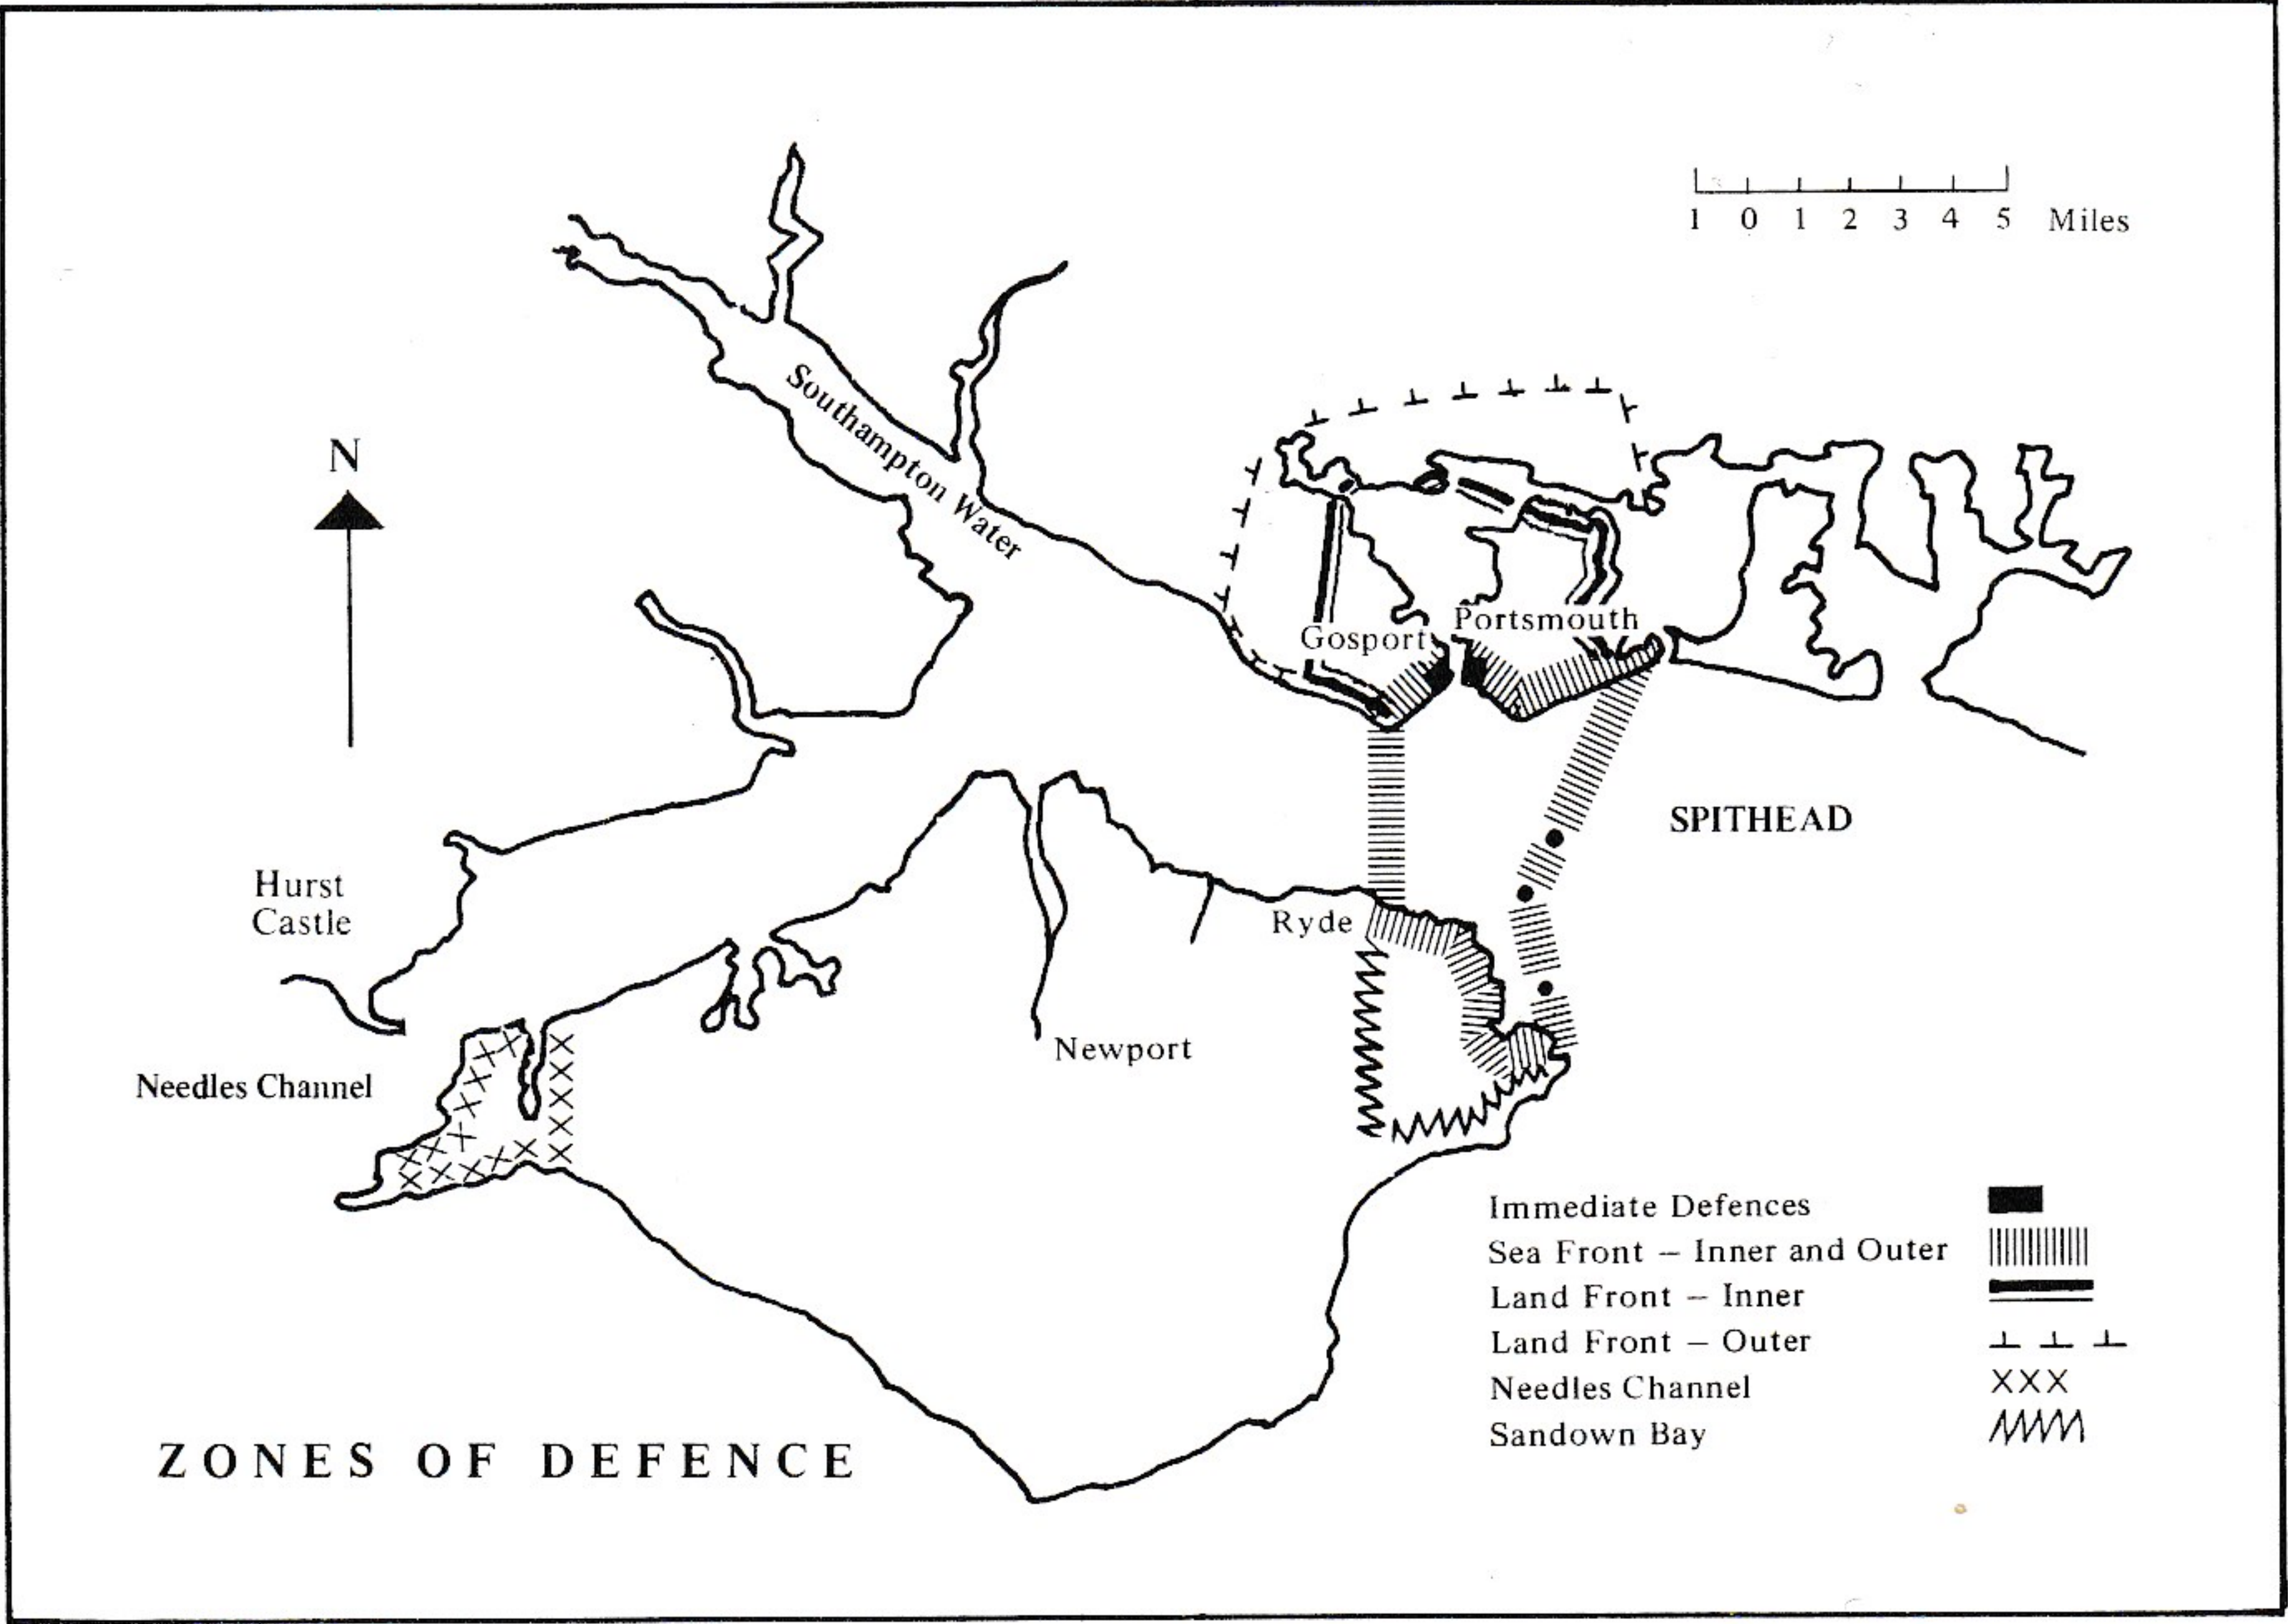 1 0 1 2 3 4 5 Miles
N
Southampton Water
Portsmouth
Gosport
SPITHEAD
Hurst
Castle
Ryde
Newport
Needles Channel
Immediate Defences
Sea Front – Inner and Outer
Land Front – Inner
Land Front – Outer
Needles Channel
Sandown Bay
ZONES OF DEFENCE